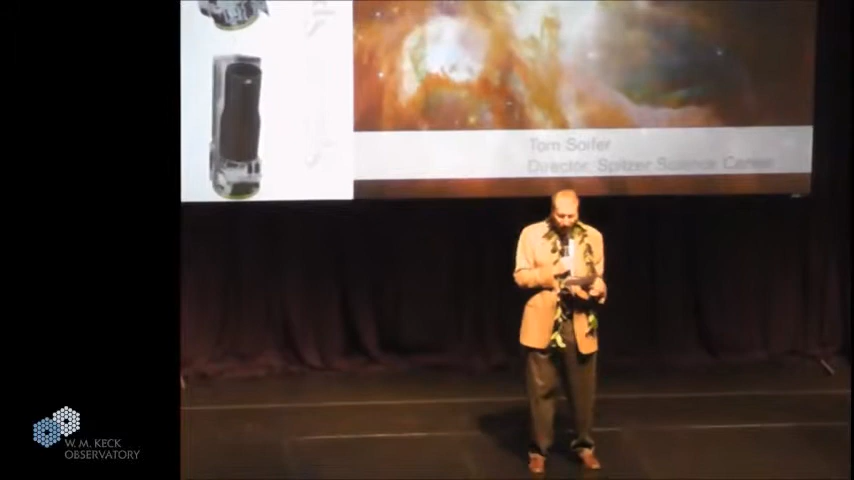 Tom Soifer
Director, Spitzer Science Center
W. M. KECK
OBSERVATORY